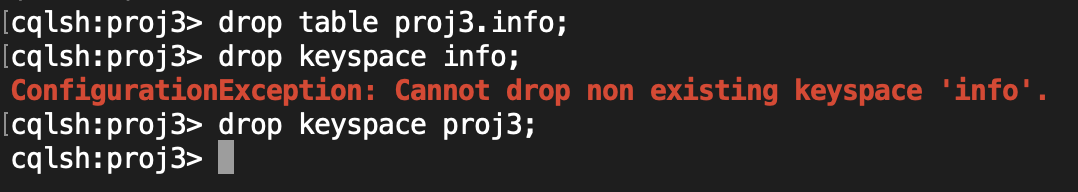 [cqlsh:proj3> drop table proj3.info;
[cqlsh:proj3> drop keyspace info;
ConfigurationException: Cannot drop non existing keyspace 'info'.
[cqlsh:proj3> drop keyspace proj3;
cqlsh:proj3>